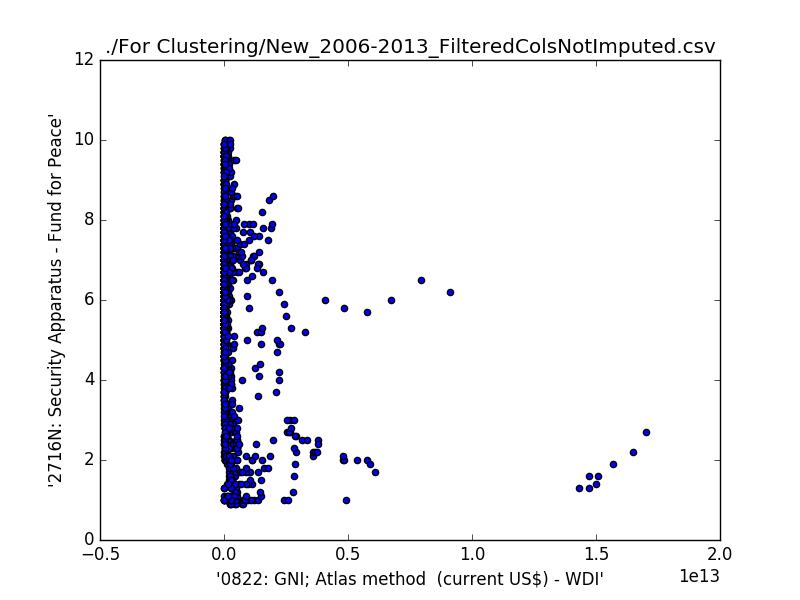 ./For Clustering/New_2006-2013_FilteredColsNotImputed.csv
12
10
8
6
4
2
0
'2716N: Security Apparatus - Fund for Peace'
−0.5 0.0 0.5 1.0 1.5 2.0
1e13
'0822: GNI; Atlas method  (current US$) - WDI'